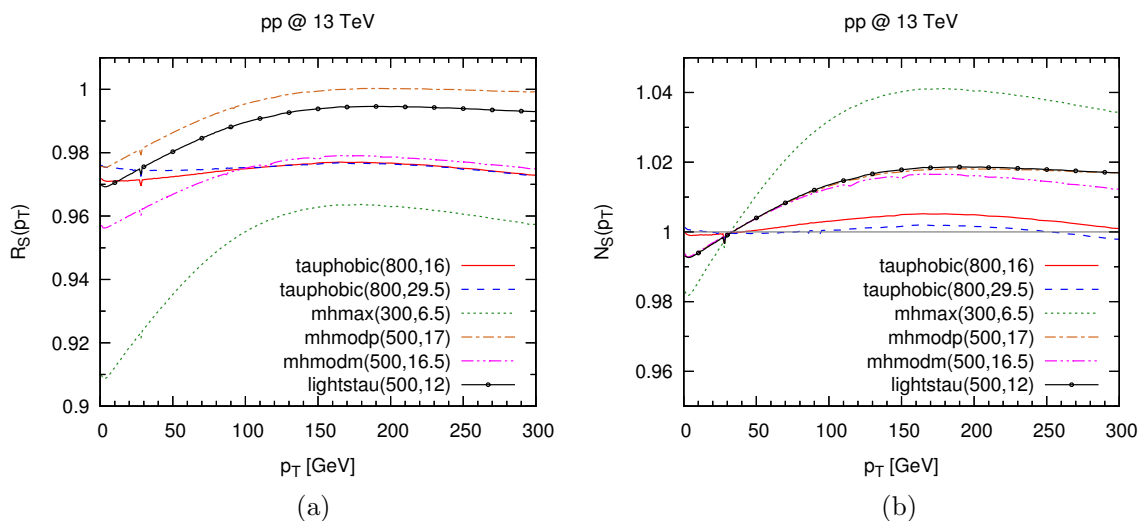 pp @ 13 TeV
R_S(p_T)
1
0.98
0.96
0.94
0.92
0.9
tauphobic(800,16)
tauphobic(800,29.5)
mhmax(300,6.5)
mhmodp(500,17)
mhmodm(500,16.5)
lightstau(500,12)
0 50 100 150 200 250 300
p_T [GeV]
(a)
pp @ 13 TeV
N_S(p_T)
1.04
1.02
1
0.98
0.96
tauphobic(800,16)
tauphobic(800,29.5)
mhmax(300,6.5)
mhmodp(500,17)
mhmodm(500,16.5)
lightstau(500,12)
0 50 100 150 200 250 300
p_T [GeV]
(b)